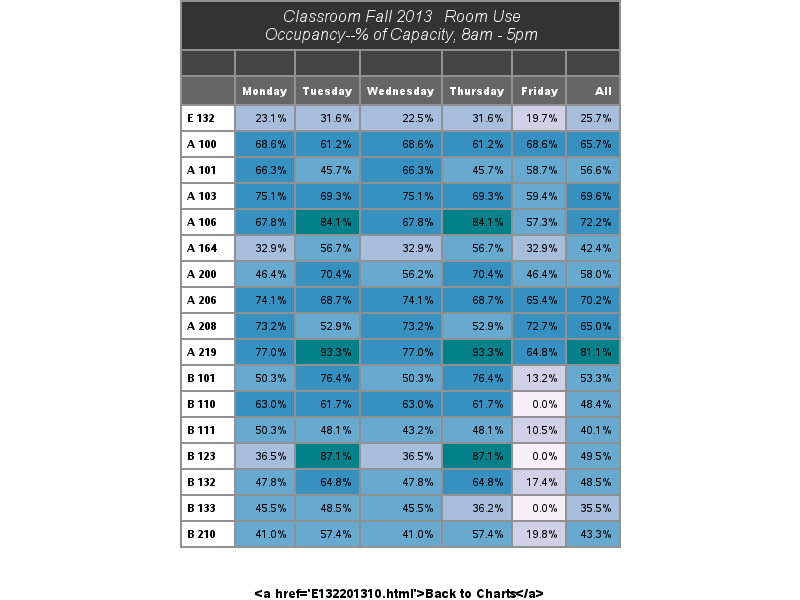 Classroom Fall 2013 Room Use
Occupancy--% of Capacity, 8am - 5pm
Monday Tuesday Wednesday Thursday Friday All
E 132 23.1% 31.6% 22.5% 31.6% 19.7% 25.7%
A 100 68.6% 61.2% 68.6% 61.2% 68.6% 65.7%
A 101 66.3% 45.7% 66.3% 45.7% 58.7% 56.6%
A 103 75.1% 69.3% 75.1% 69.3% 59.4% 69.6%
A 106 67.8% 84.1% 67.8% 84.1% 57.3% 72.2%
A 164 32.9% 56.7% 32.9% 56.7% 32.9% 42.4%
A 200 46.4% 70.4% 56.2% 70.4% 46.4% 58.0%
A 206 74.1% 68.7% 74.1% 68.7% 65.4% 70.2%
A 208 73.2% 52.9% 73.2% 52.9% 72.7% 65.0%
A 219 77.0% 93.3% 77.0% 93.3% 64.8% 81.1%
B 101 50.3% 76.4% 50.3% 76.4% 13.2% 53.3%
B 110 63.0% 61.7% 63.0% 61.7% 0.0% 48.4%
B 111 50.3% 48.1% 43.2% 48.1% 10.5% 40.1%
B 123 36.5% 87.1% 36.5% 87.1% 0.0% 49.5%
B 132 47.8% 64.8% 47.8% 64.8% 17.4% 48.5%
B 133 45.5% 48.5% 45.5% 36.2% 0.0% 35.5%
B 210 41.0% 57.4% 41.0% 57.4% 19.8% 43.3%
<a href='E132201310.html'>Back to Charts</a>